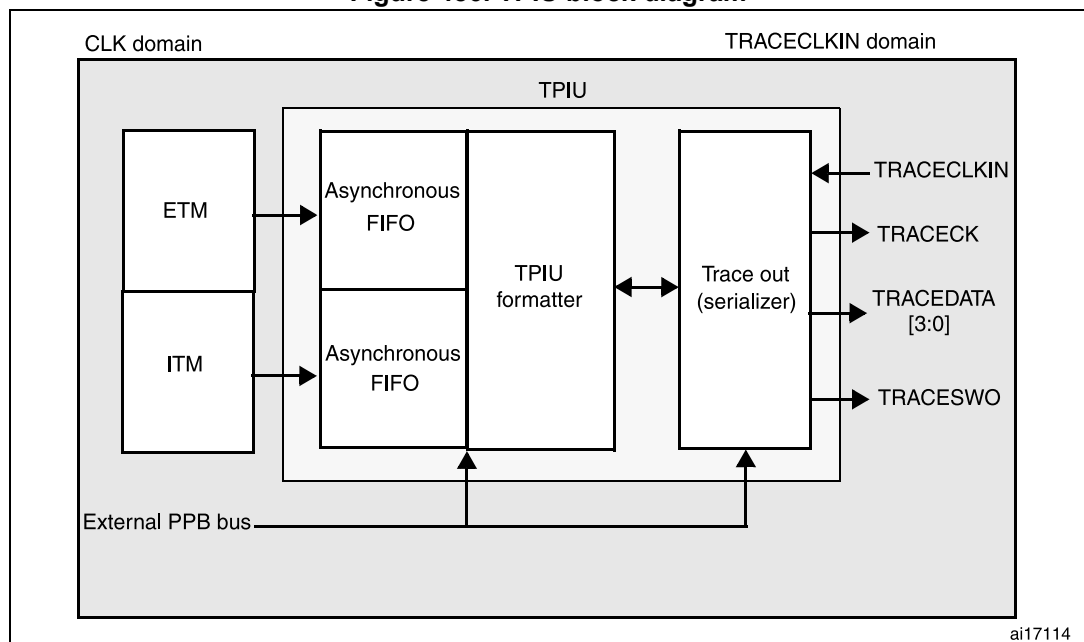 CLK domain
TRACECLKIN domain
TPIU
ETM
Asynchronous
FIFO
TPIU
formatter
Trace out
(serializer)
TRACECLKIN
TRACECK
TRACEDATA
[3:0]
TRACESWO
ITM
Asynchronous
FIFO
External PPB bus
ai17114